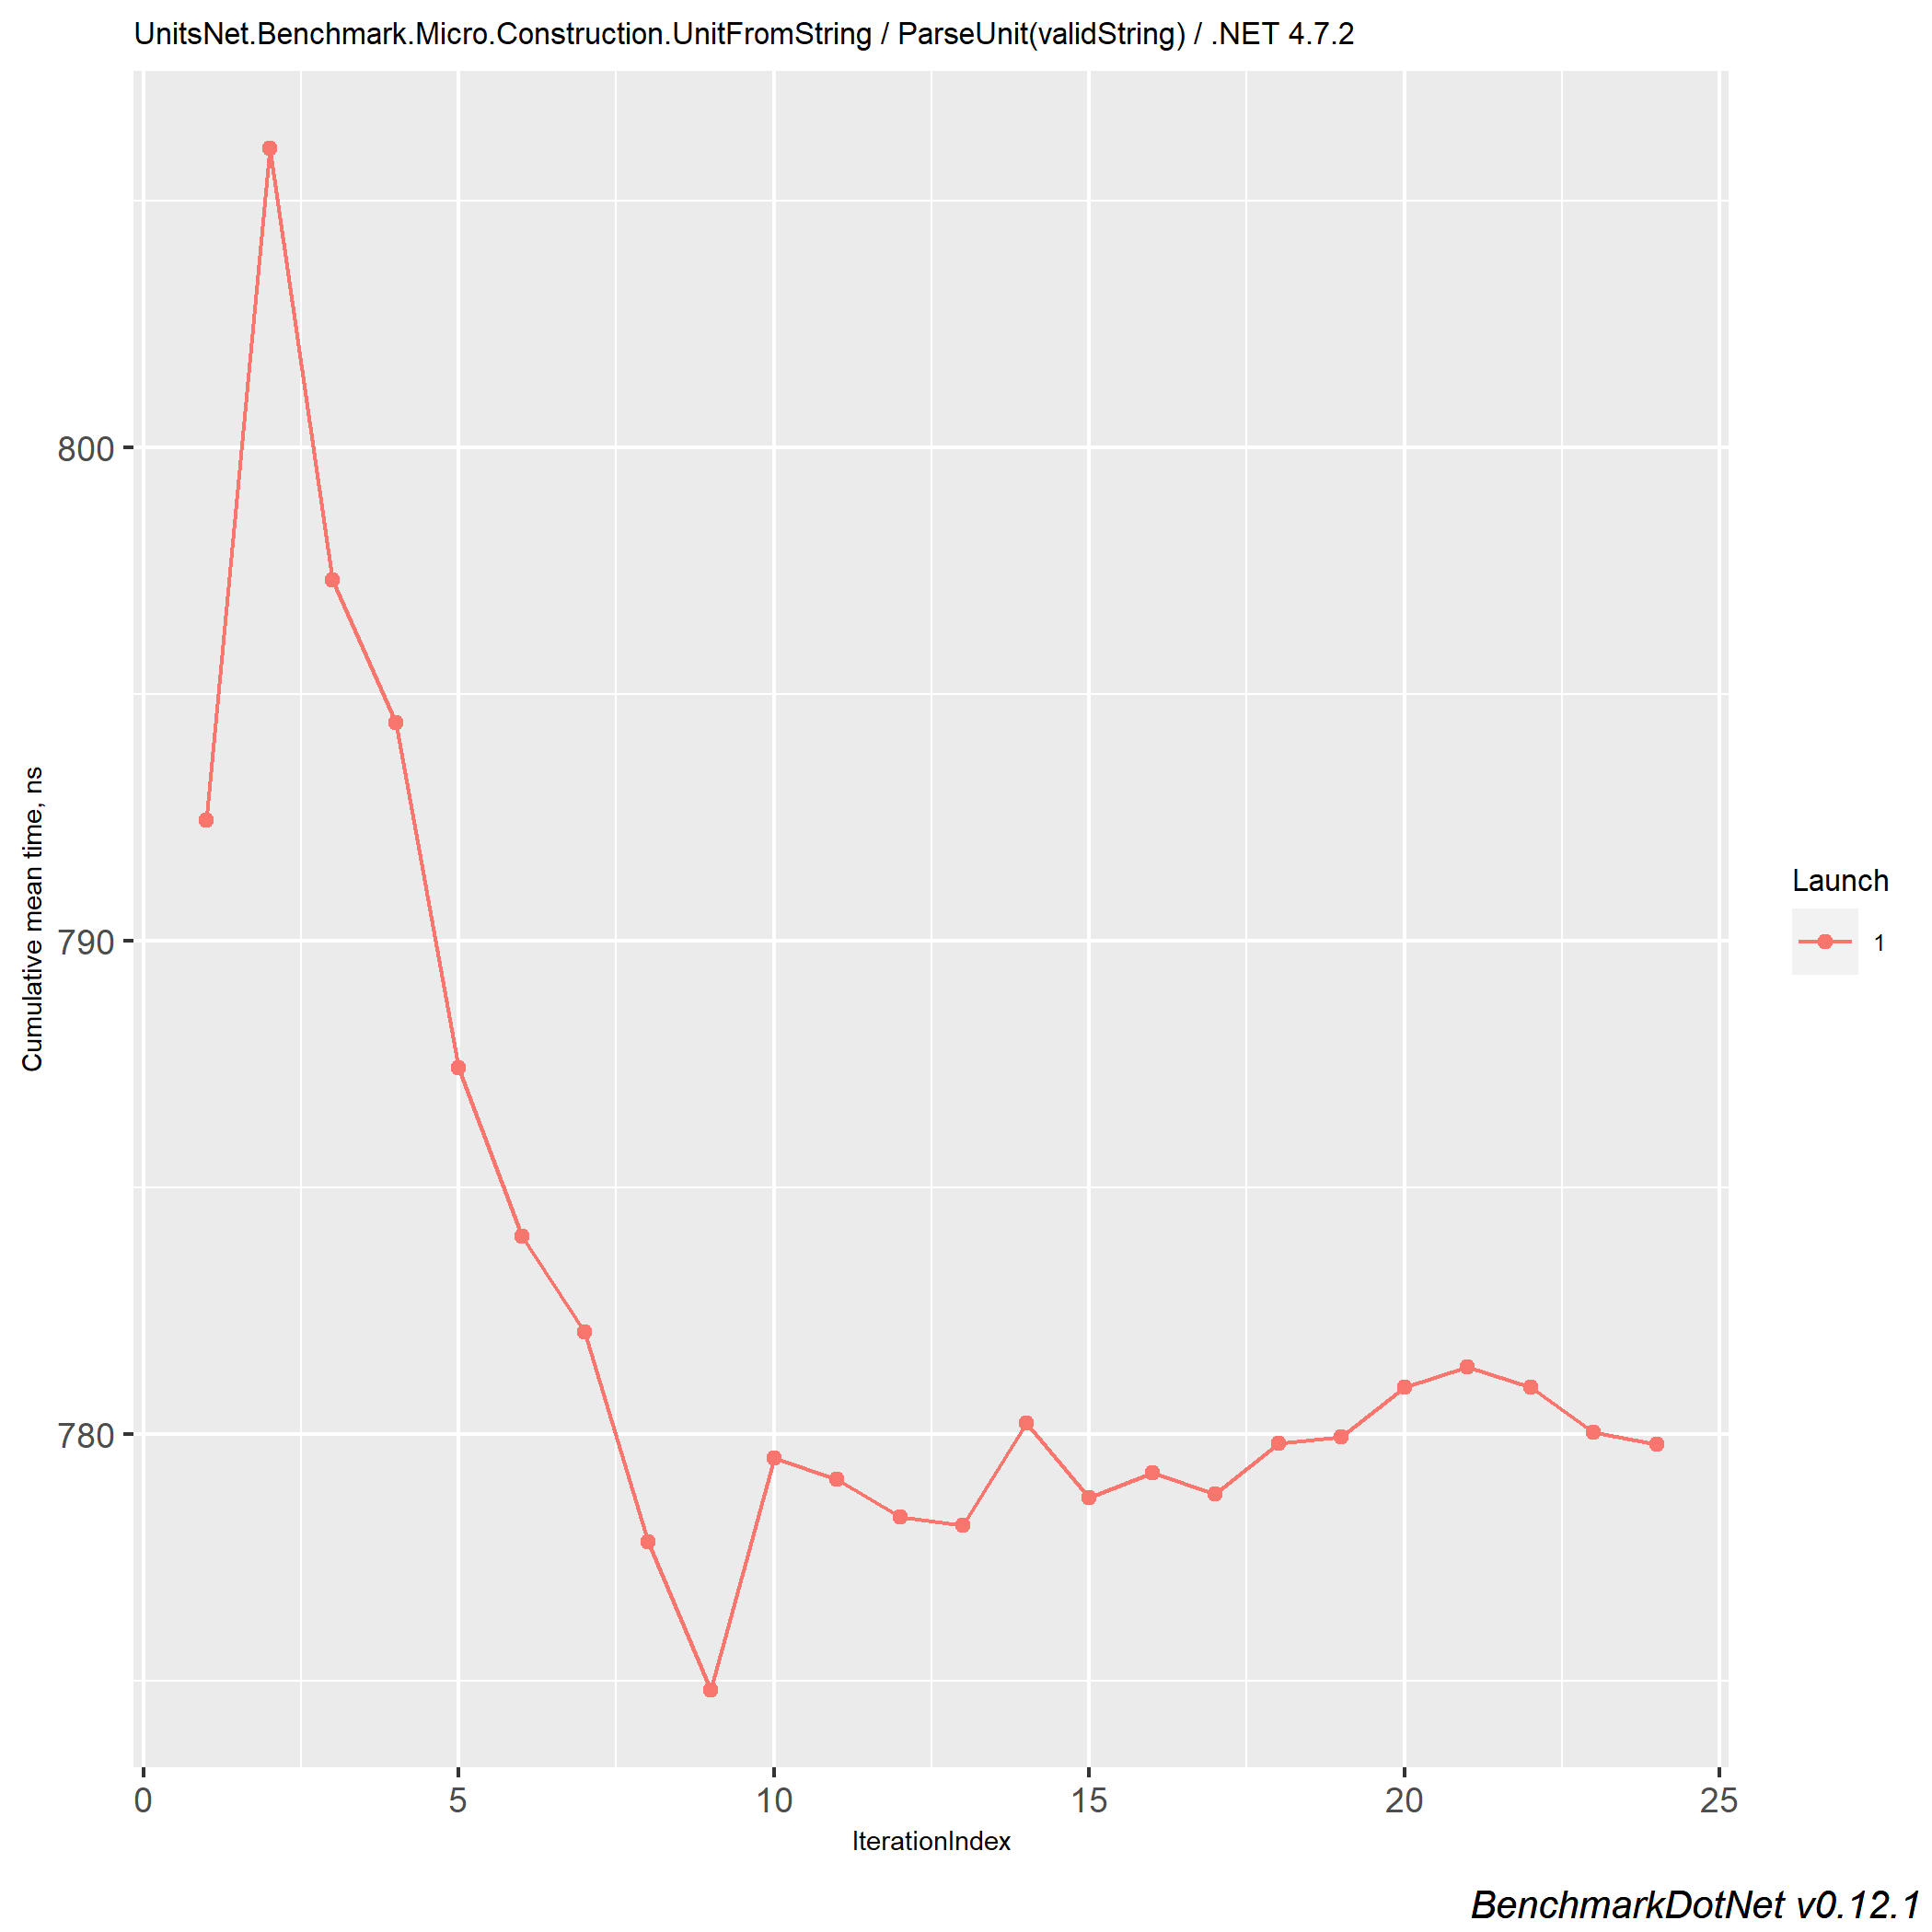 UnitsNet.Benchmark.Micro.Construction.UnitFromString / ParseUnit(validString) / .NET 4.7.2
800
790
780
Cumulative mean time, ns
0 5 10 15 20 25
IterationIndex
Launch
1
BenchmarkDotNet v0.12.1